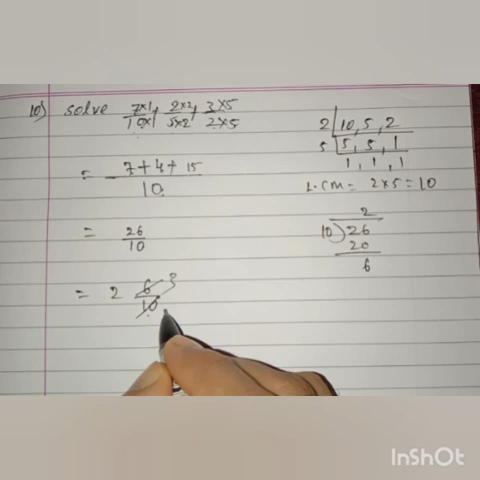 10) solve 7×1/10×1 + 2×2/5×2 + 3×5/2×5
= 7+4+15/10
= 26/10
= 2 6/10 3
2 | 10, 5, 2
5 | 5, 5, 1
1, 1, 1
L.CM = 2×5 = 10
2
10) 26
20
6
InShOt